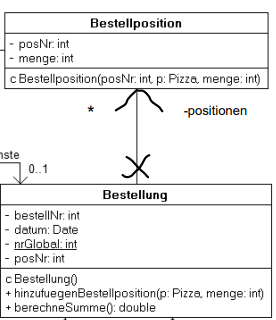 Bestellposition
- posNr: int
- menge: int
c Bestellposition(posNr: int, p: Pizza, menge: int)
* -positionen
nste
0..1
Bestellung
- bestellNr: int
- datum: Date
- nrGlobal: int
- posNr: int
c Bestellung()
+ hinzufuegenBestellposition(p: Pizza, menge: int)
+ berechneSumme(): double